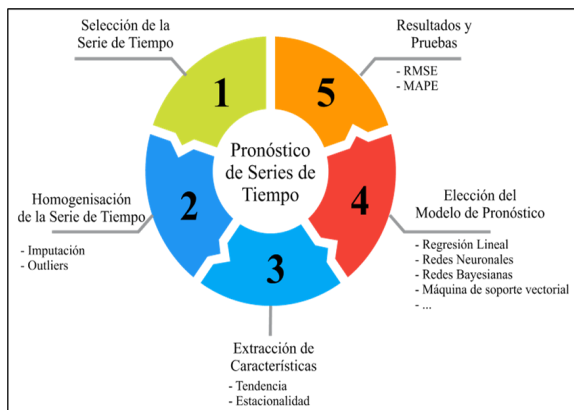 Selección de la
Serie de Tiempo
1
Homogenisación
de la Serie de Tiempo
- Imputación
- Outliers
2
Extracción de
Características
- Tendencia
- Estacionalidad
3
Elección del
Modelo de Pronóstico
- Regresión Lineal
- Redes Neuronales
- Redes Bayesianas
- Máquina de soporte vectorial
- ...
4
Resultados y
Pruebas
- RMSE
- MAPE
5
Pronóstico
de Series de
Tiempo